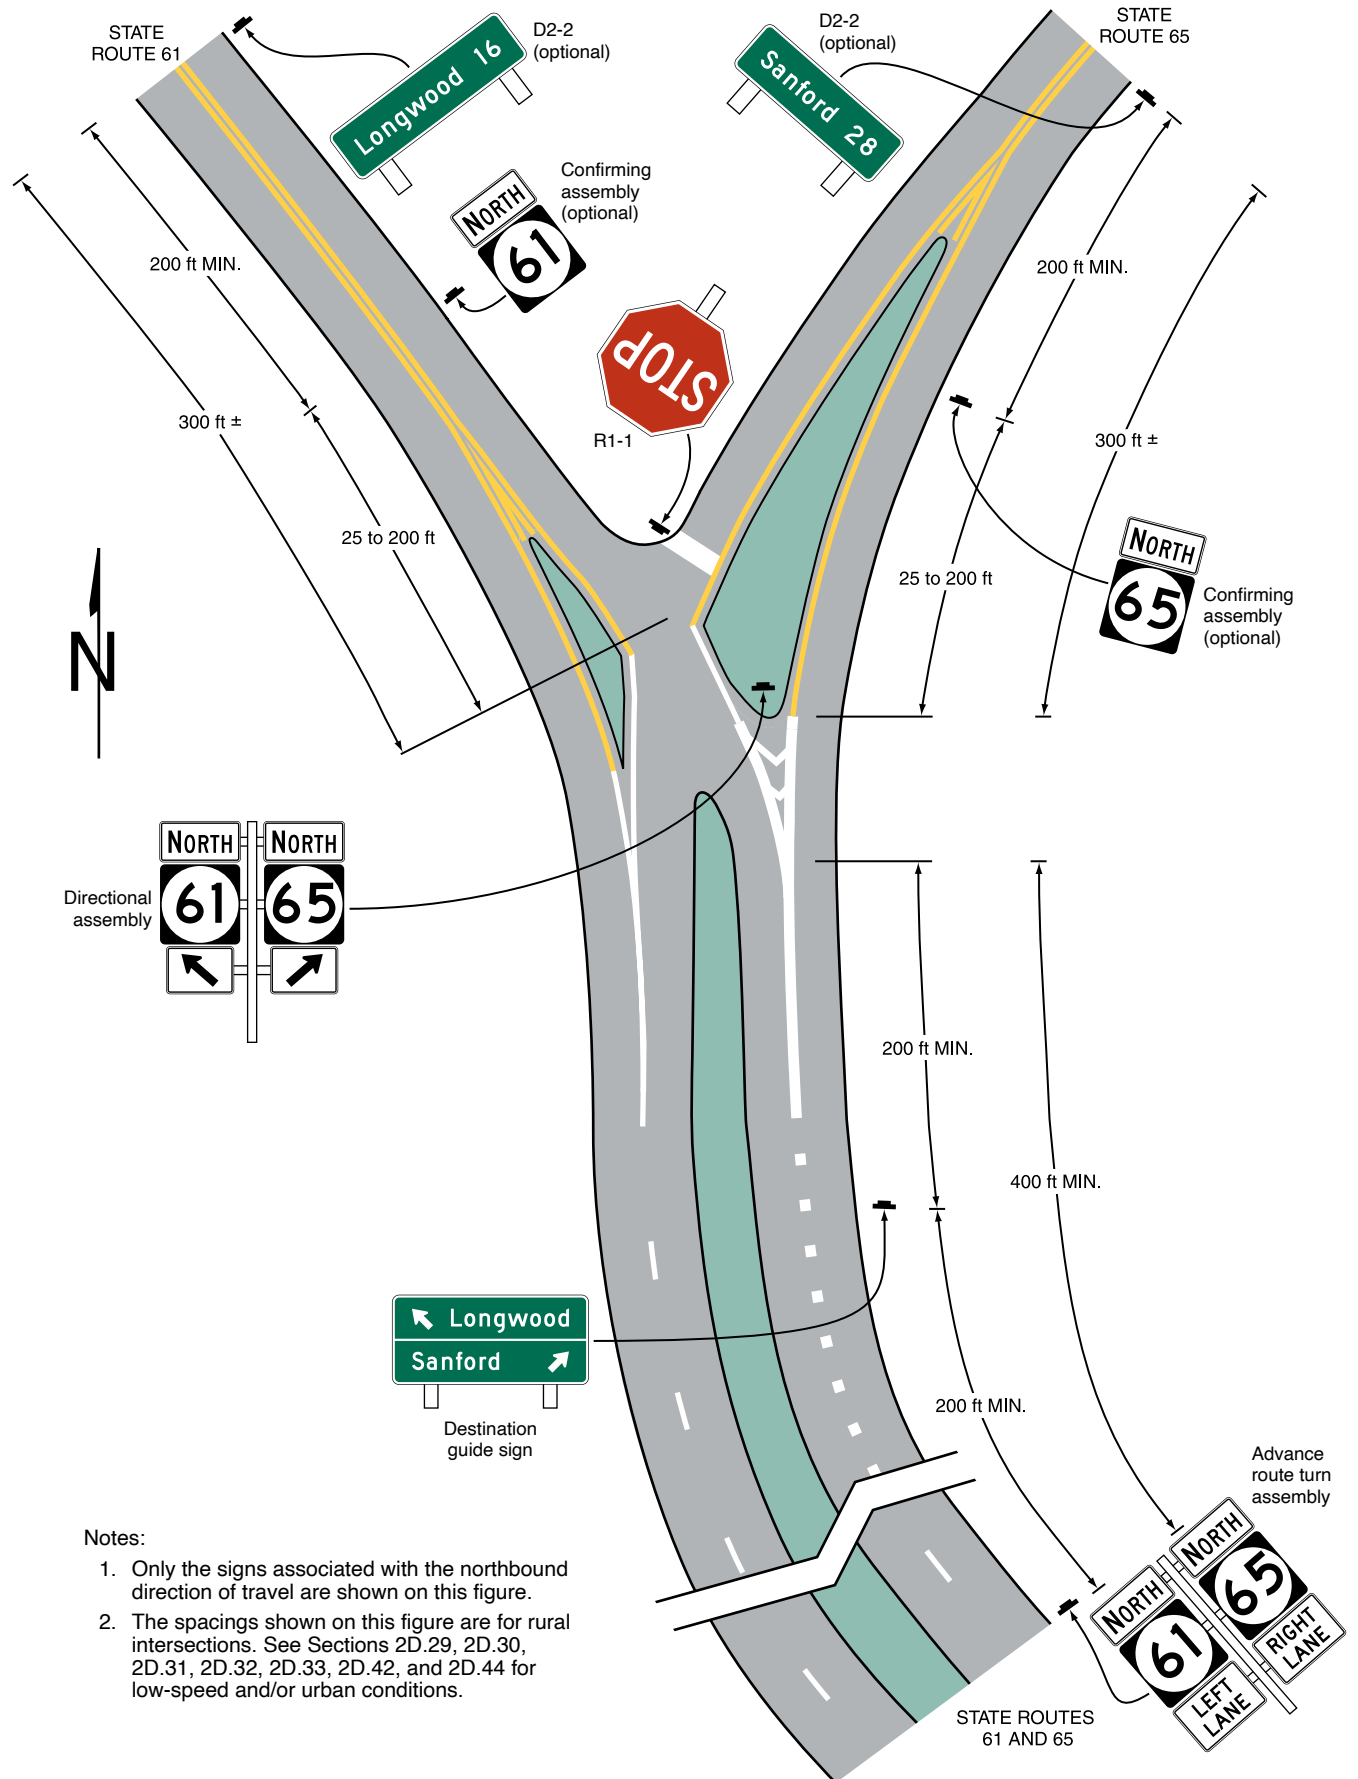 STATE
ROUTE 61
D2-2
(optional)
Longwood 16
D2-2
(optional)
Sanford 28
STATE
ROUTE 65
Confirming
assembly
(optional)
NORTH
61
200 ft MIN.
200 ft MIN.
STOP
R1-1
300 ft ±
300 ft ±
25 to 200 ft
25 to 200 ft
NORTH
65
Confirming
assembly
(optional)
N
NORTH
NORTH
61
65
Directional
assembly
200 ft MIN.
400 ft MIN.
Longwood
Sanford
Destination
guide sign
200 ft MIN.
Advance
route turn
assembly
NORTH
65
RIGHT
LANE
NORTH
61
LEFT
LANE
Notes:
1. Only the signs associated with the northbound
direction of travel are shown on this figure.
2. The spacings shown on this figure are for rural
intersections. See Sections 2D.29, 2D.30,
2D.31, 2D.32, 2D.33, 2D.42, and 2D.44 for
low-speed and/or urban conditions.
STATE ROUTES
61 AND 65